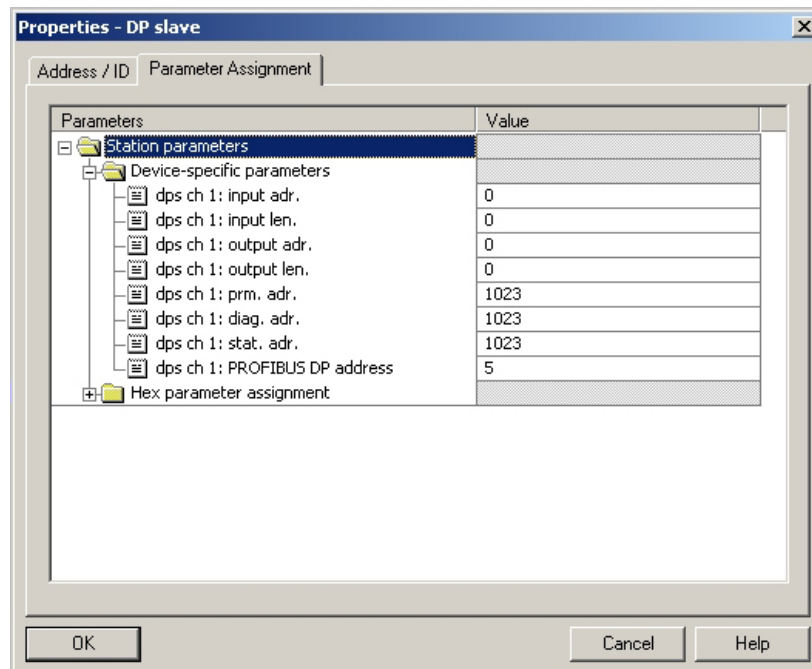 Properties - DP slave
Address / ID Parameter Assignment
Parameters Value
Station parameters
Device-specific parameters
dps ch 1: input adr. 0
dps ch 1: input len. 0
dps ch 1: output adr. 0
dps ch 1: output len. 0
dps ch 1: prm. adr. 1023
dps ch 1: diag. adr. 1023
dps ch 1: stat. adr. 1023
dps ch 1: PROFIBUS DP address 5
Hex parameter assignment
OK Cancel Help